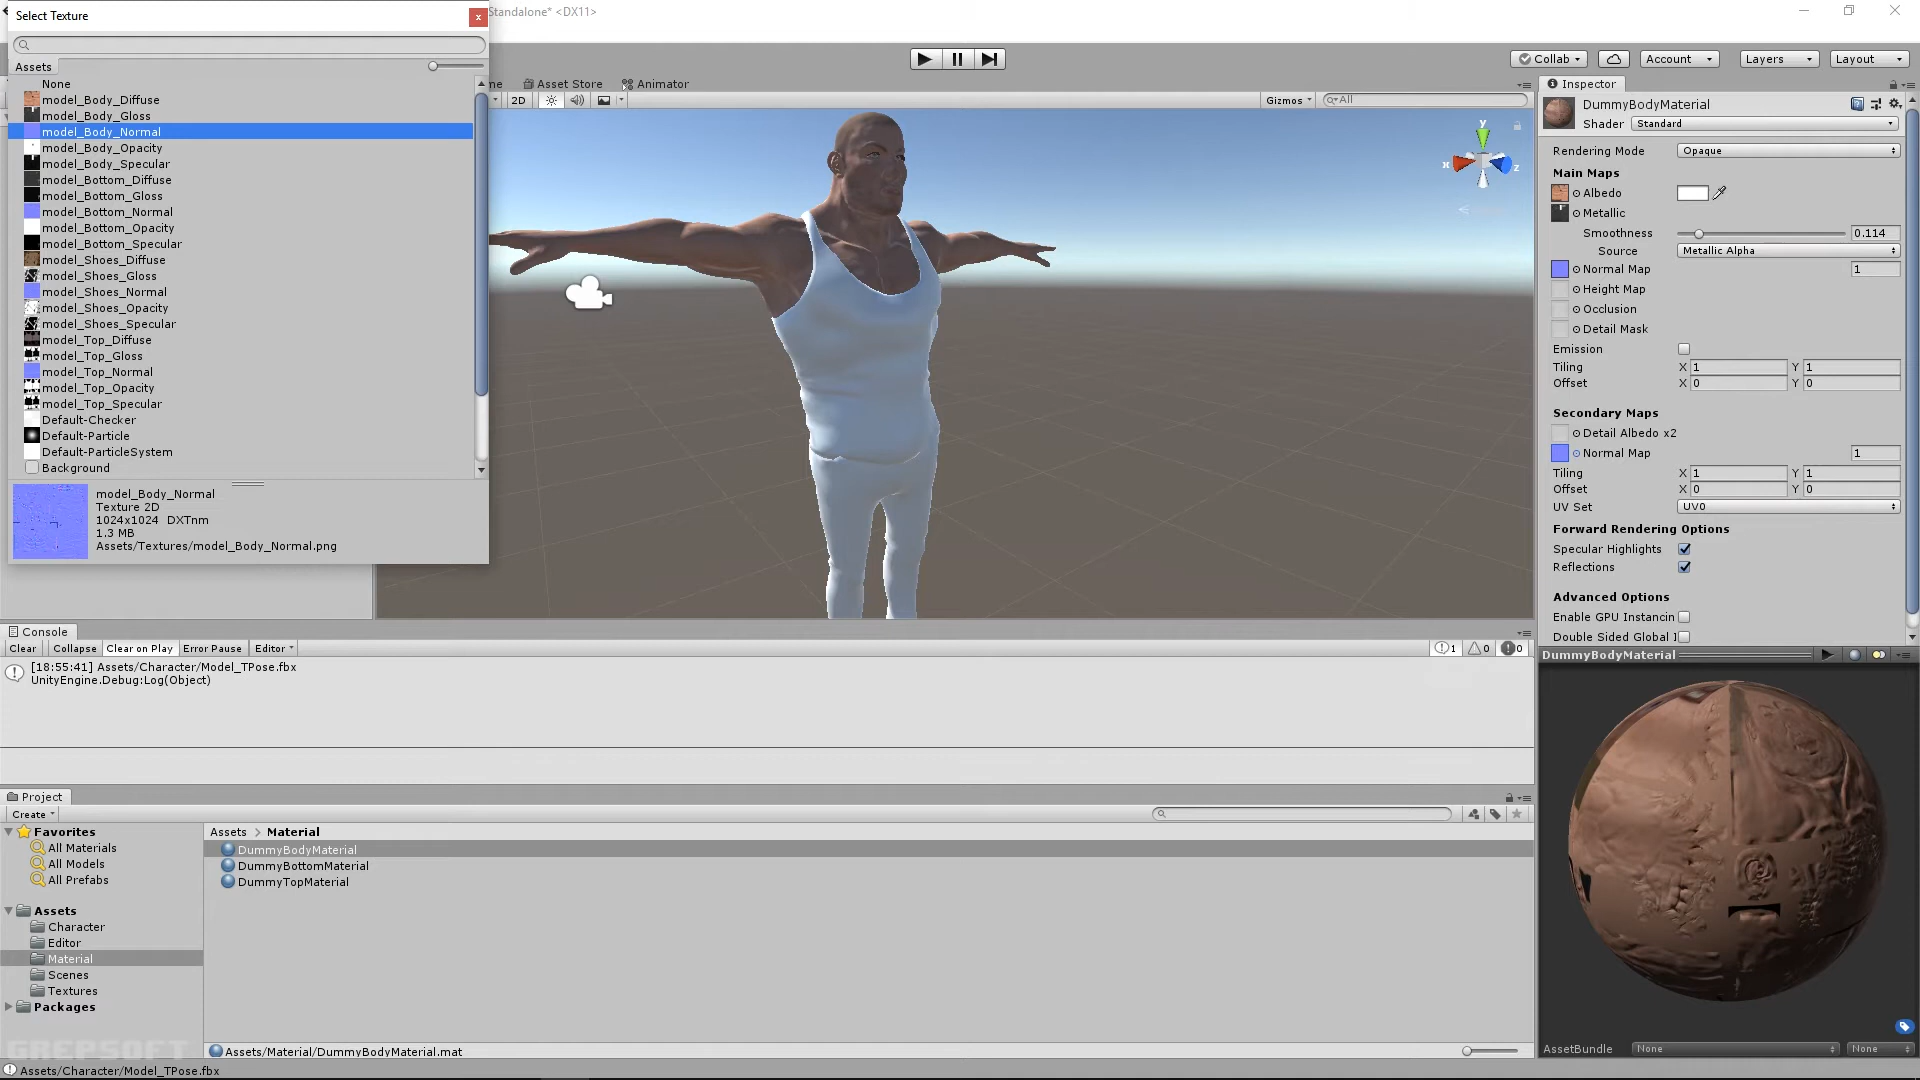 Select Texture
x
Standalone* <DX11>
Assets
None
model_Body_Diffuse
model_Body_Gloss
model_Body_Normal
model_Body_Opacity
model_Body_Specular
model_Bottom_Diffuse
model_Bottom_Gloss
model_Bottom_Normal
model_Bottom_Opacity
model_Bottom_Specular
model_Shoes_Diffuse
model_Shoes_Gloss
model_Shoes_Normal
model_Shoes_Opacity
model_Shoes_Specular
model_Top_Diffuse
model_Top_Gloss
model_Top_Normal
model_Top_Opacity
model_Top_Specular
Default-Checker
Default-Particle
Default-ParticleSystem
Background
model_Body_Normal
Texture 2D
1024x1024 DXTnm
1.3 MB
Assets/Textures/model_Body_Normal.png
Collab
Account
Layers
Layout
me
Asset Store
Animator
2D
Gizmos
All
y
x
z
Inspector
DummyBodyMaterial
Shader Standard
Rendering Mode Opaque
Main Maps
Albedo
Metallic
Smoothness 0.114
Source Metallic Alpha
Normal Map 1
Height Map
Occlusion
Detail Mask
Emission
Tiling X 1 Y 1
Offset X 0 Y 0
Secondary Maps
Detail Albedo x2
Normal Map 1
Tiling X 1 Y 1
Offset X 0 Y 0
UV Set UV0
Forward Rendering Options
Specular Highlights
Reflections
Advanced Options
Enable GPU Instancin
Double Sided Global I
DummyBodyMaterial
AssetBundle None None
Console
Clear Collapse Clear on Play Error Pause Editor
1 0 0
[18:55:41] Assets/Character/Model_TPose.fbx
UnityEngine.Debug:Log(Object)
Project
Create
Favorites
All Materials
All Models
All Prefabs
Assets
Character
Editor
Material
Scenes
Textures
Packages
Assets > Material
DummyBodyMaterial
DummyBottomMaterial
DummyTopMaterial
GREPSOFT
Assets/Material/DummyBodyMaterial.mat
Assets/Character/Model_TPose.fbx